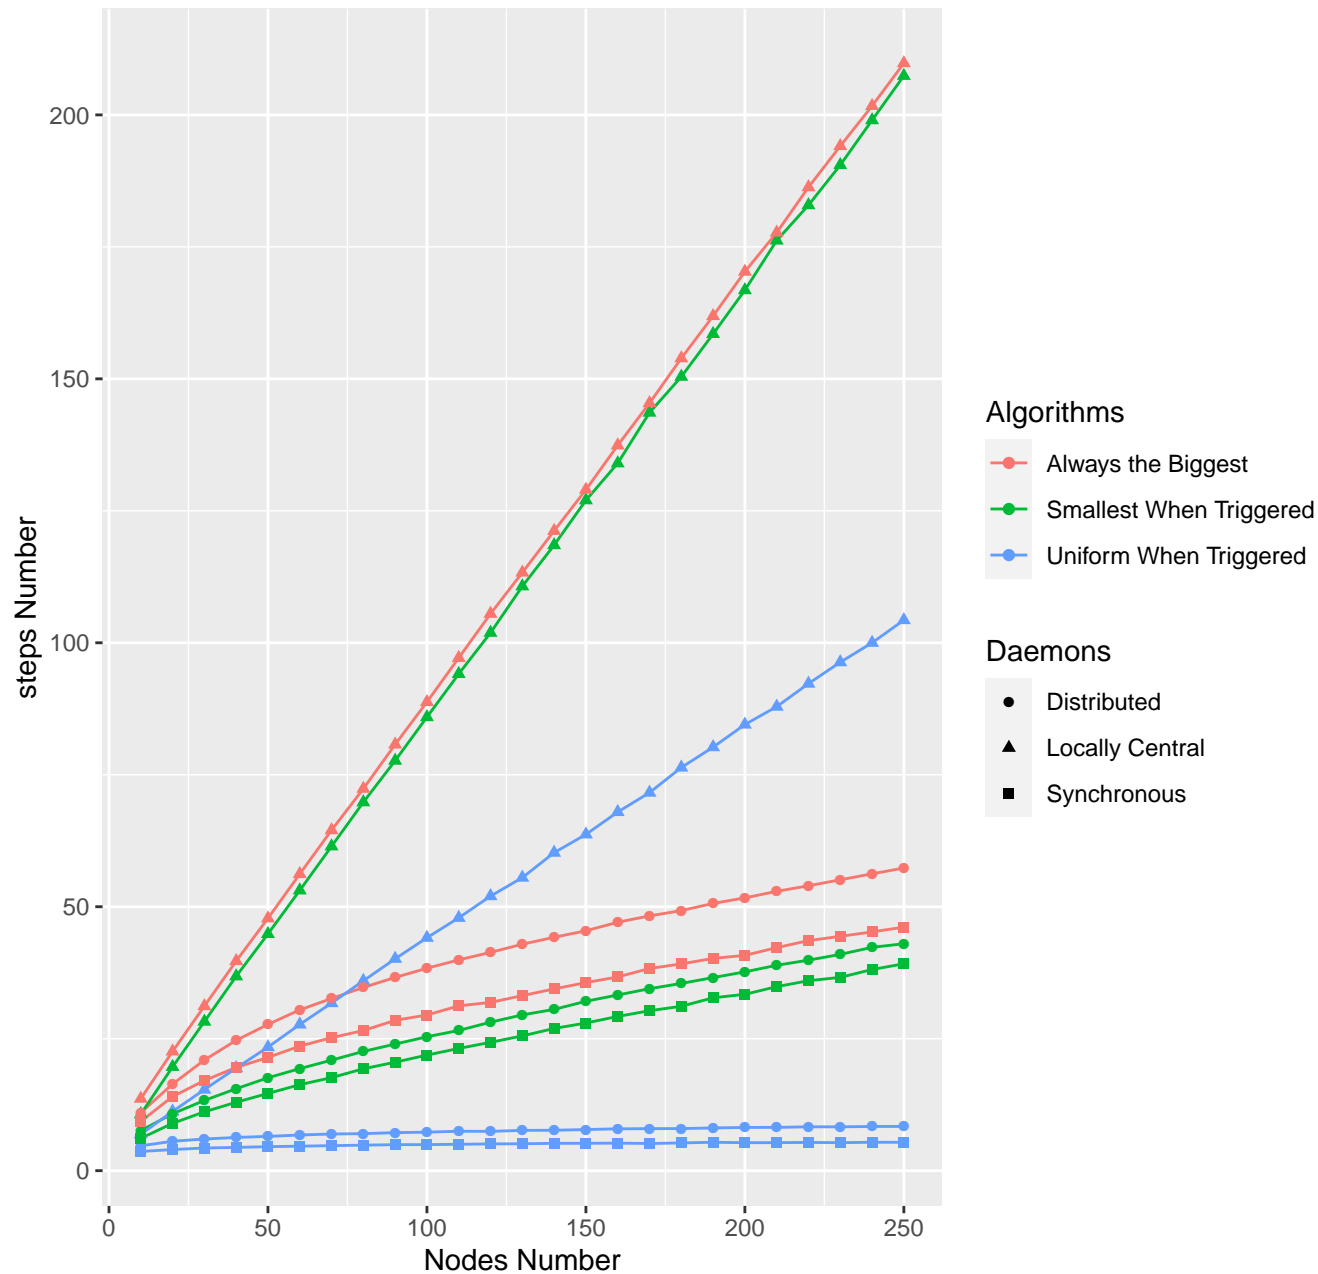 200
150
100
50
0
steps Number
0 50 100 150 200 250
Nodes Number
Algorithms
Always the Biggest
Smallest When Triggered
Uniform When Triggered
Daemons
Distributed
Locally Central
Synchronous